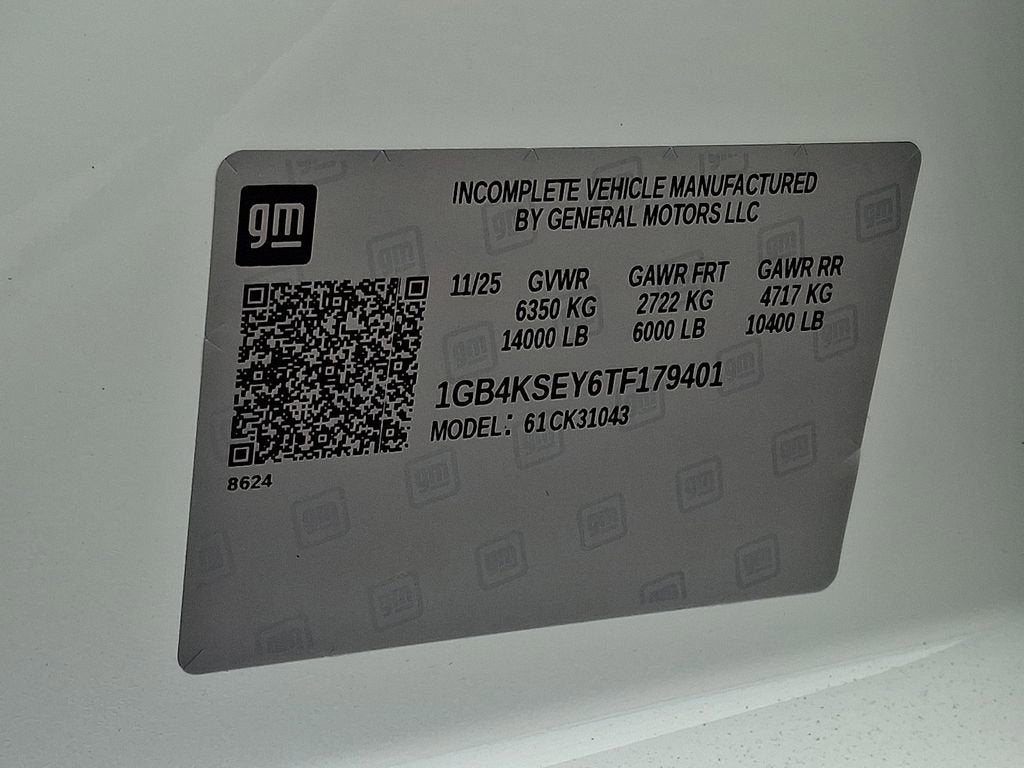 gm
INCOMPLETE VEHICLE MANUFACTURED
BY GENERAL MOTORS LLC
11/25 GVWR GAWR FRT GAWR RR
6350 KG 2722 KG 4717 KG
14000 LB 6000 LB 10400 LB
1GB4KSEY6TF179401
MODEL: 61CK31043
8624